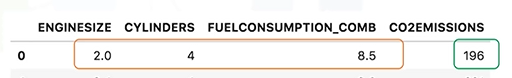 ENGINESIZE CYLINDERS FUELCONSUMPTION_COMB CO2EMISSIONS
0 2.0 4 8.5 196